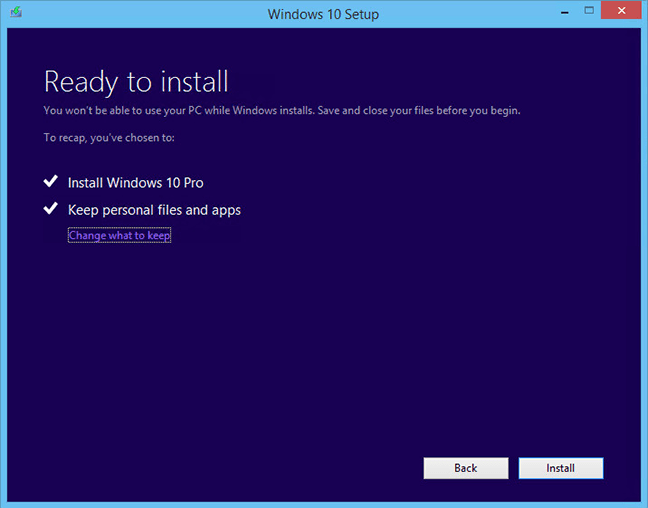 Windows 10 Setup
Ready to install
You won't be able to use your PC while Windows installs. Save and close your files before you begin.
To recap, you've chosen to:
Install Windows 10 Pro
Keep personal files and apps
Change what to keep
Back
Install